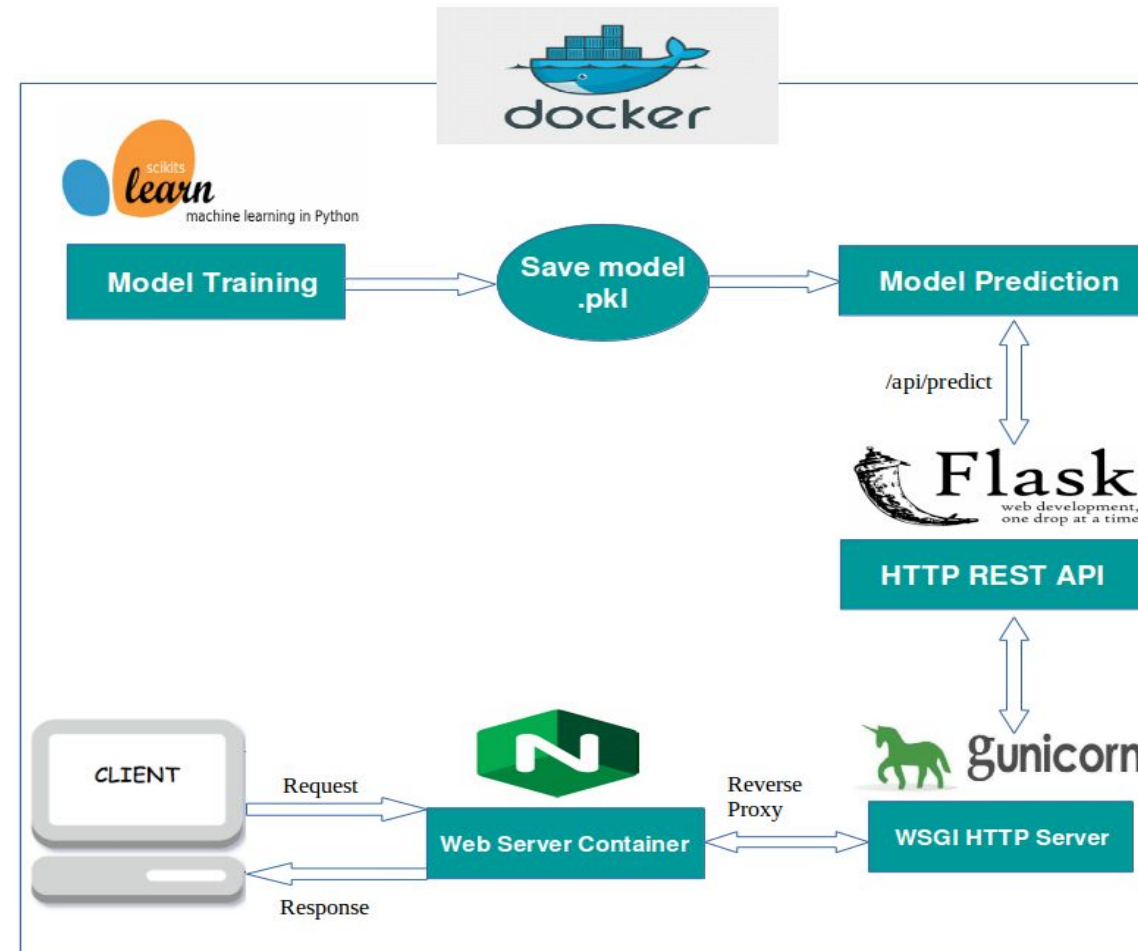 docker
scikits
learn
machine learning in Python
Model Training
Save model
.pkl
Model Prediction
/api/predict
Flask
web development,
one drop at a time
HTTP REST API
CLIENT
Request
Response
N
Web Server Container
Reverse
Proxy
gunicorn
WSGI HTTP Server